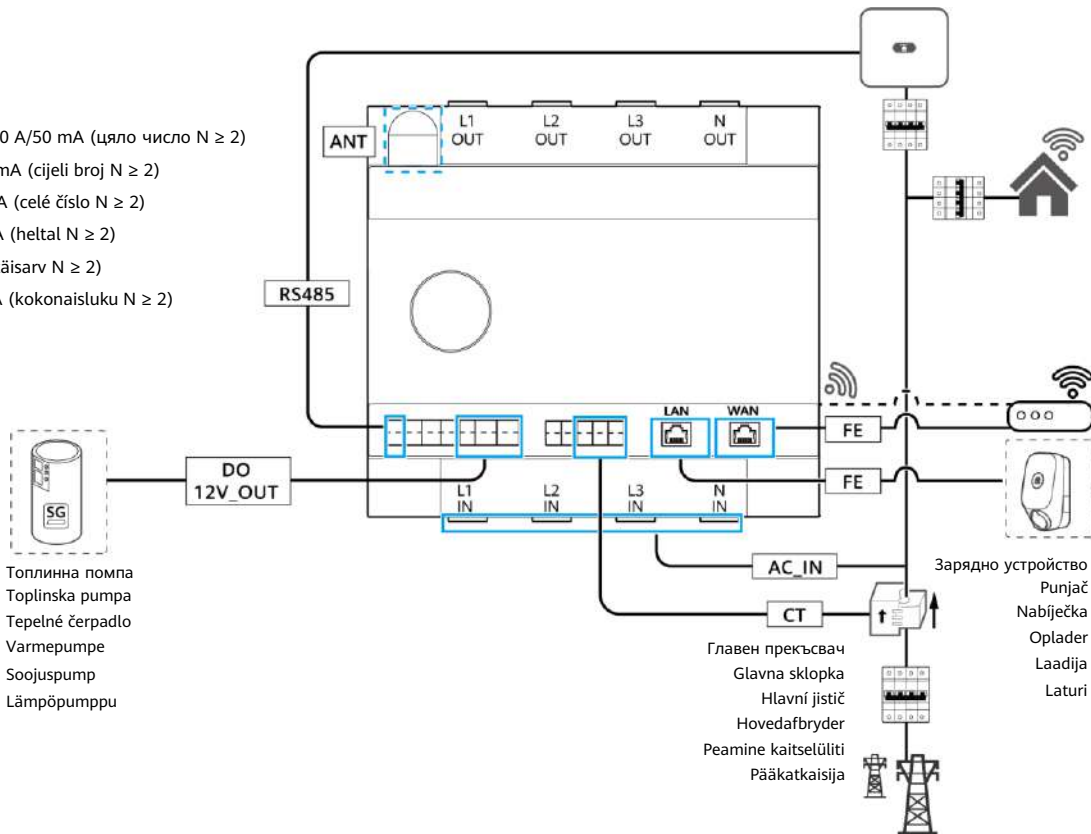 0 A/50 mA (цяло число N ≥ 2)
mA (cijeli broj N ≥ 2)
A (celé číslo N ≥ 2)
A (heltal N ≥ 2)
äisarv N ≥ 2)
A (kokonaisluku N ≥ 2)
ANT
L1 OUT
L2 OUT
L3 OUT
N OUT
RS485
LAN
WAN
FE
FE
DO
12V_OUT
L1 IN
L2 IN
L3 IN
N IN
SG
AC_IN
CT
Топлинна помпа
Toplinska pumpa
Tepelné čerpadlo
Varmepumpe
Soojuspump
Lämpöpumppu
Зарядно устройство
Punjač
Nabíječka
Oplader
Laadija
Laturi
Главен прекъсвач
Glavna sklopka
Hlavní jistič
Hovedafbryder
Peamine kaitselüliti
Pääkatkaisija